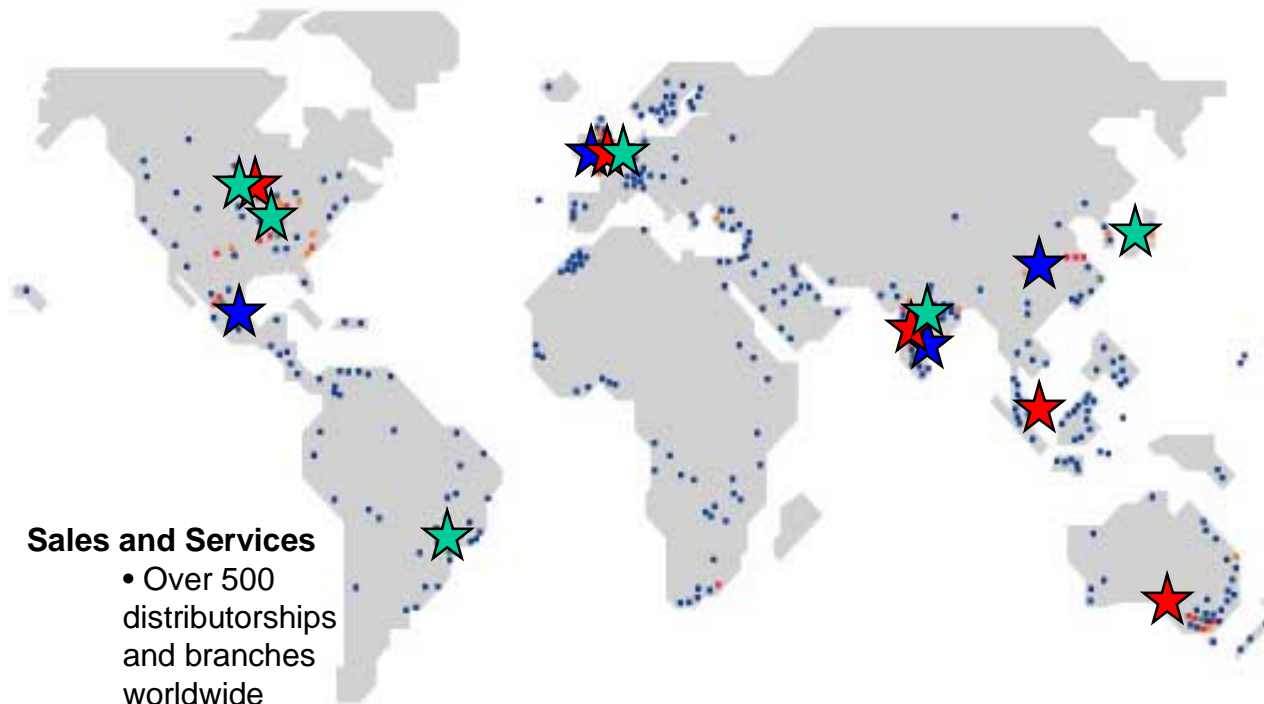 Sales and Services
• Over 500
distributorships
and branches
worldwide